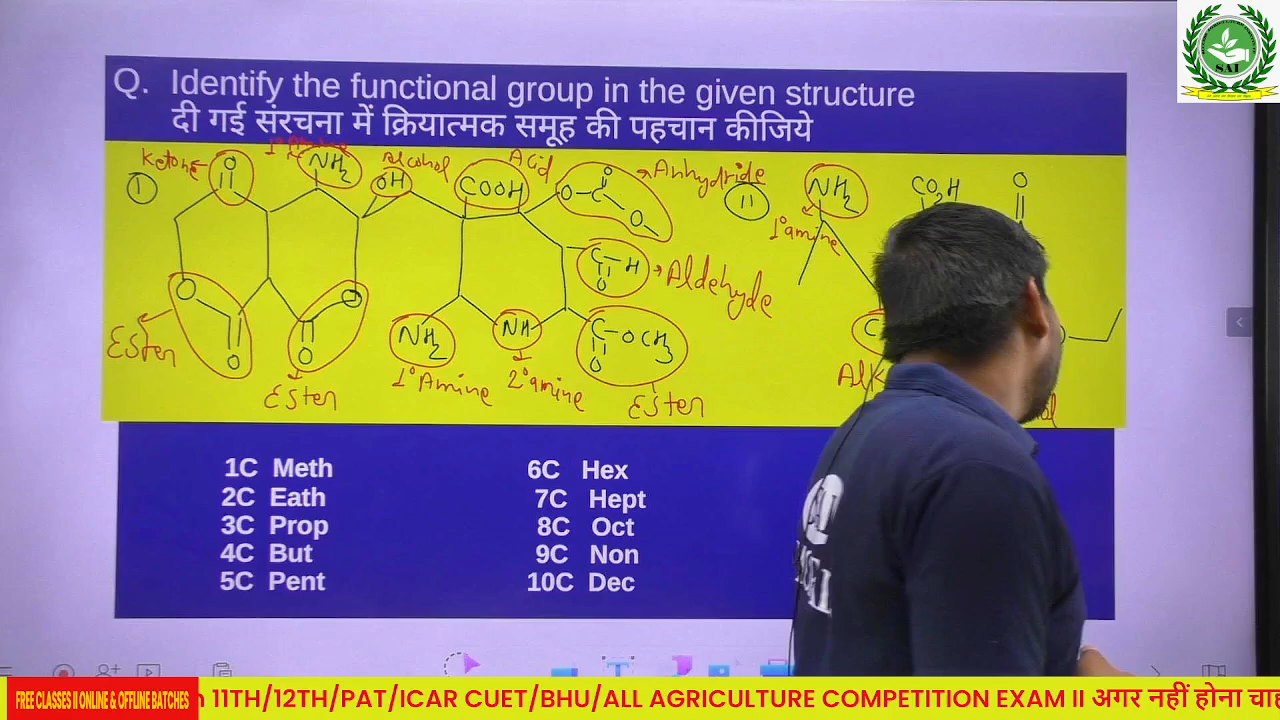 SAI
Q. Identify the functional group in the given structure
दी गई संरचना में क्रियात्मक समूह की पहचान कीजिये
Ketone
O
NH2
Alcohol
OH
Acid
COOH
O-C
O
O
Anhydride
I
II
NH2
1° amine
CO2H
O
C-H
O
Aldehyde
O
O
Ester
O
O
Ester
NH2
1° Amine
NH
2° amine
C-OCH3
O
Ester
1C Meth
2C Eath
3C Prop
4C But
5C Pent
6C Hex
7C Hept
8C Oct
9C Non
10C Dec
FREE CLASSES II ONLINE & OFFLINE BATCHES
11TH/12TH/PAT/ICAR CUET/BHU/ALL AGRICULTURE COMPETITION EXAM II अगर नहीं होना